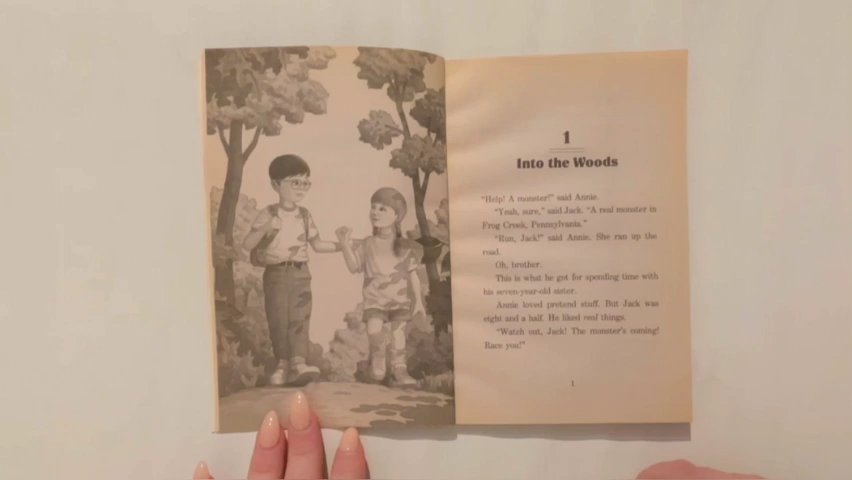 1
Into the Woods
"Help! A monster!" said Annie.
"Yeah, sure," said Jack. "A real monster in
Frog Creek, Pennsylvania."
"Run, Jack!" said Annie. She ran up the
road.
Oh, brother.
This is what he got for spending time with
his seven-year-old sister.
Annie loved pretend stuff. But Jack was
eight and a half. He liked real things.
"Watch out, Jack! The monster's coming!
Race you!"
1